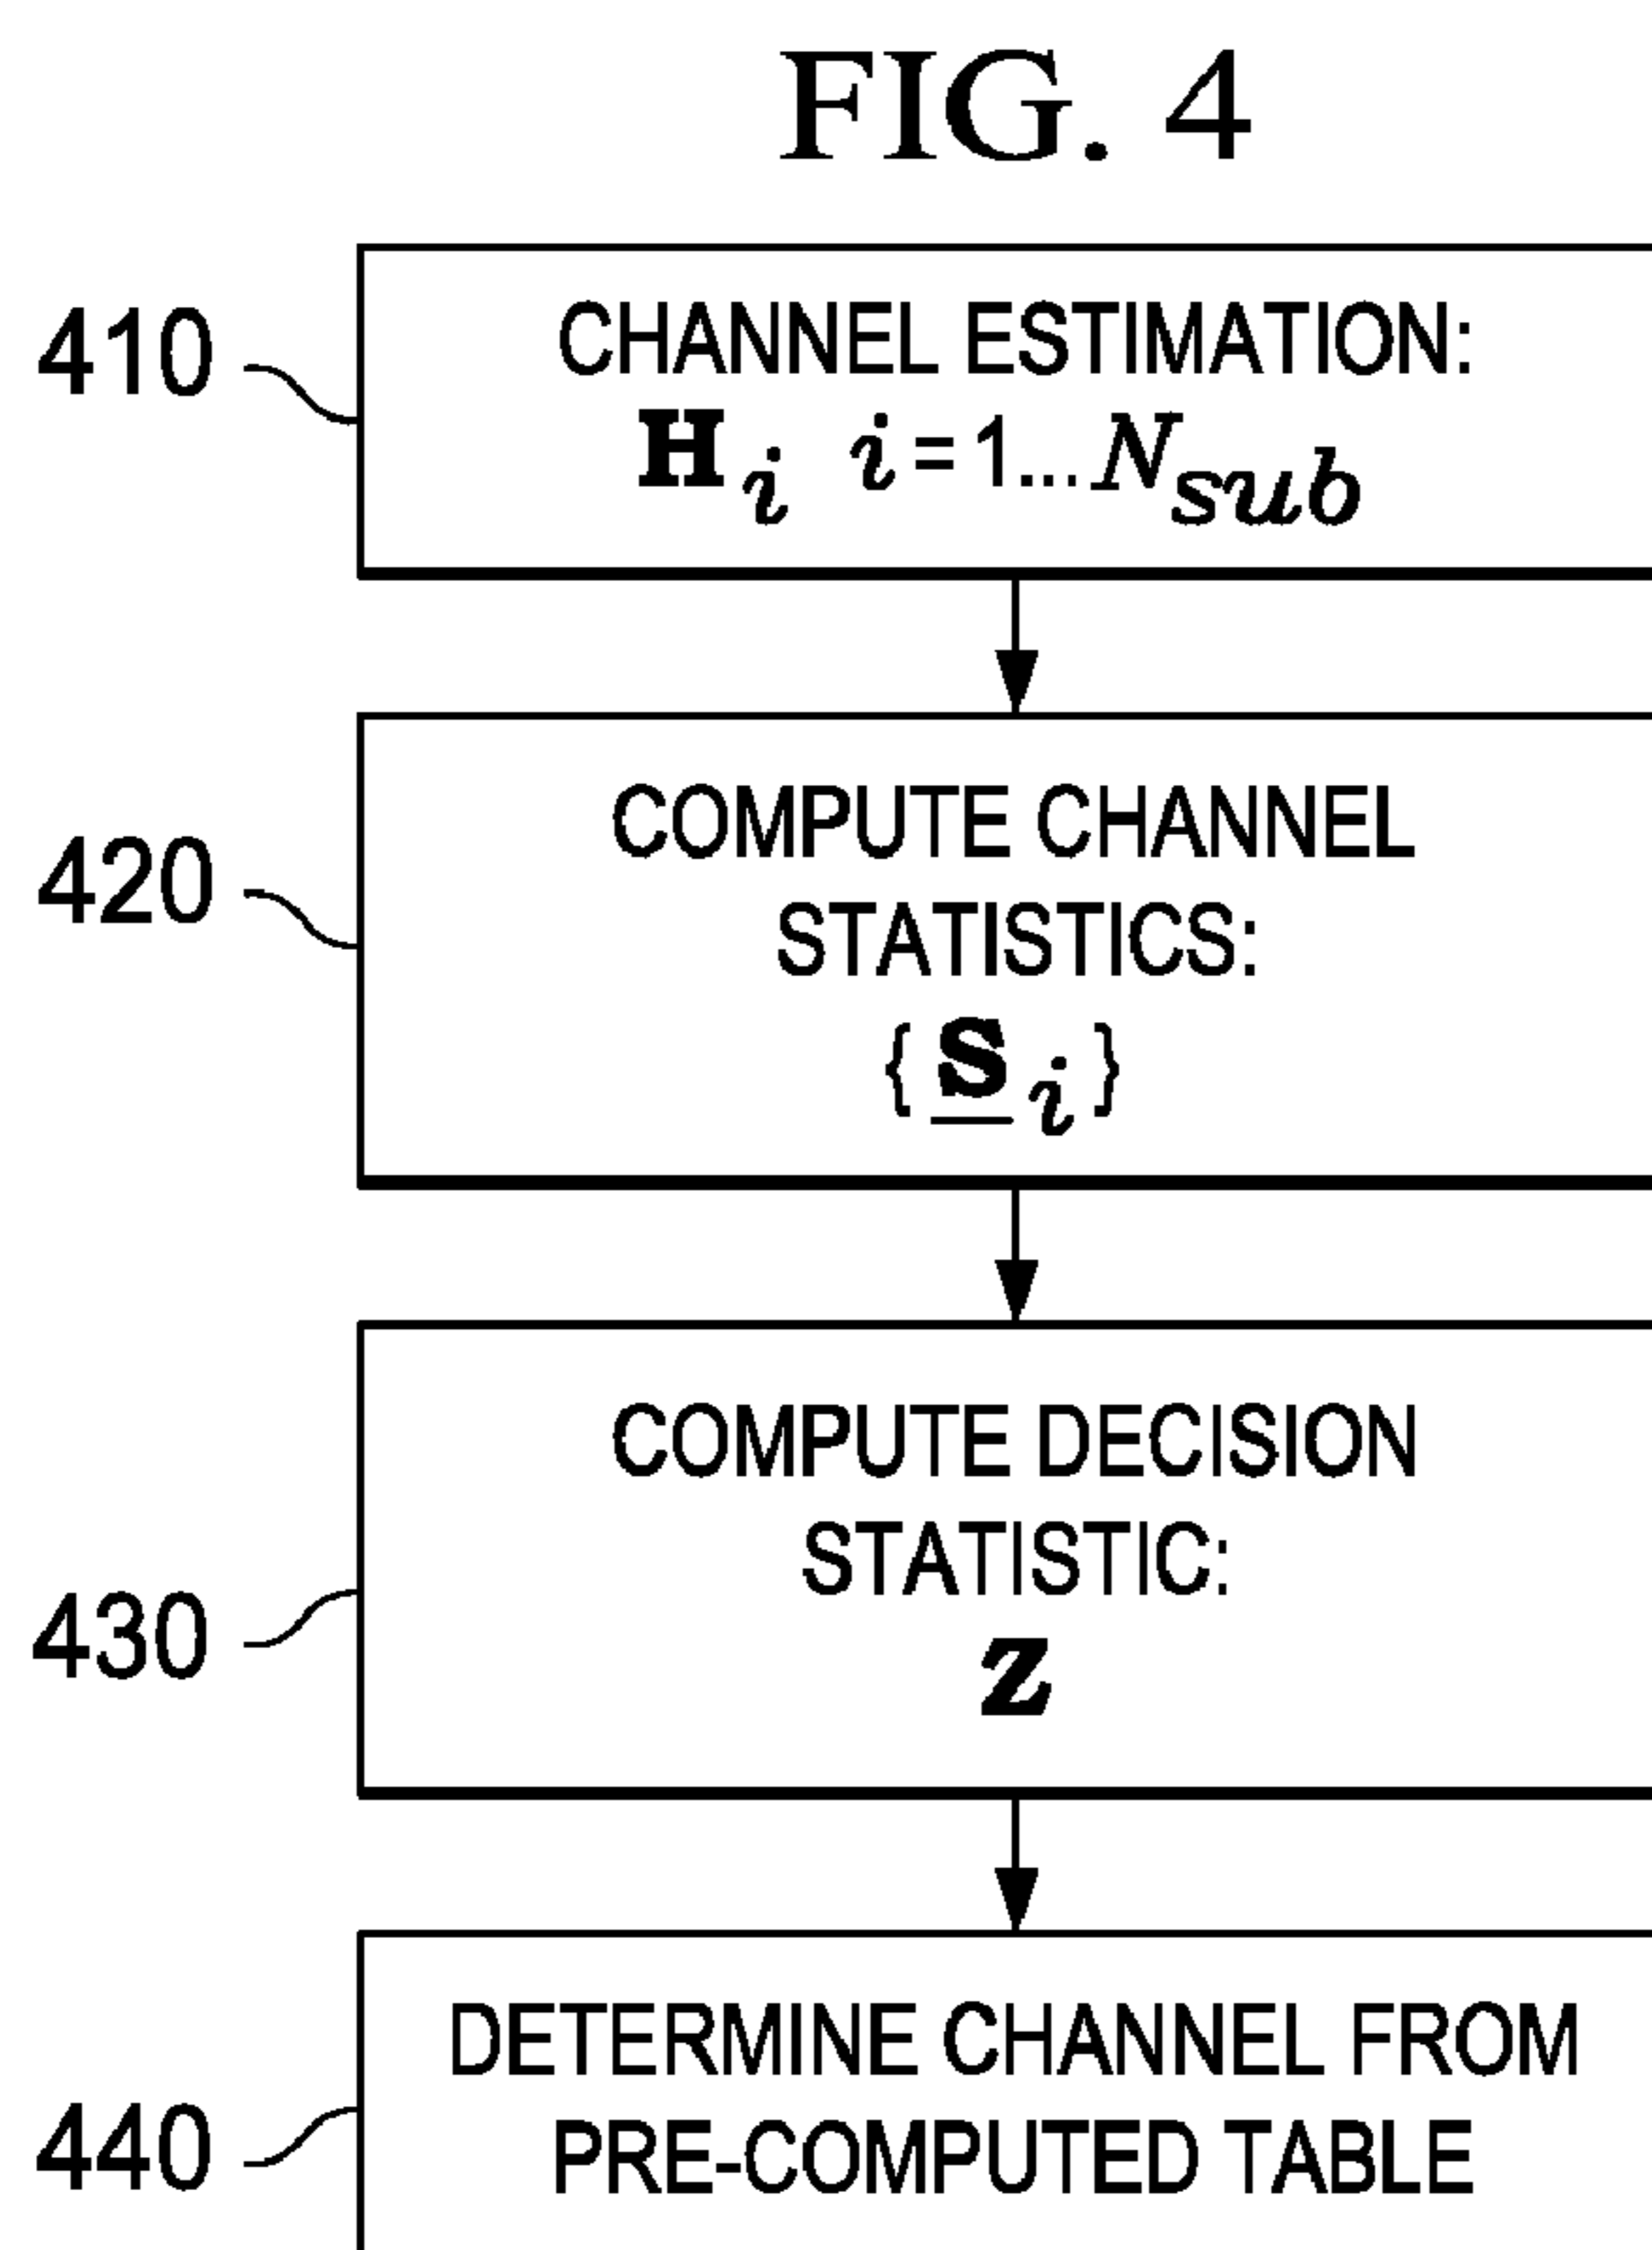 FIG. 4
410
CHANNEL ESTIMATION:
H_i i=1...N_sub
420
COMPUTE CHANNEL
STATISTICS:
{ S_i }
430
COMPUTE DECISION
STATISTIC:
Z
440
DETERMINE CHANNEL FROM
PRE-COMPUTED TABLE